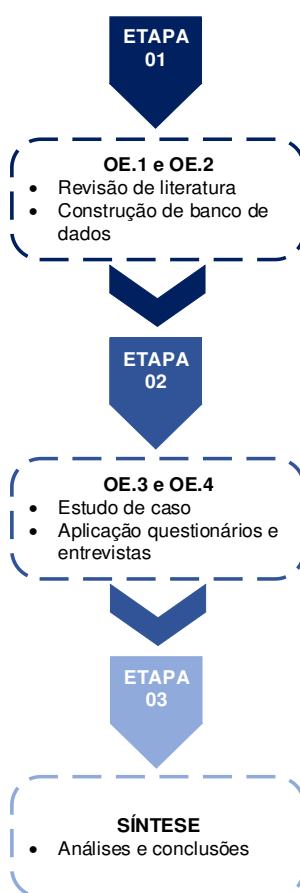 ETAPA
01
OE.1 e OE.2
• Revisão de literatura
• Construção de banco de
dados
ETAPA
02
OE.3 e OE.4
• Estudo de caso
• Aplicação questionários e
entrevistas
ETAPA
03
SÍNTESE
• Análises e conclusões